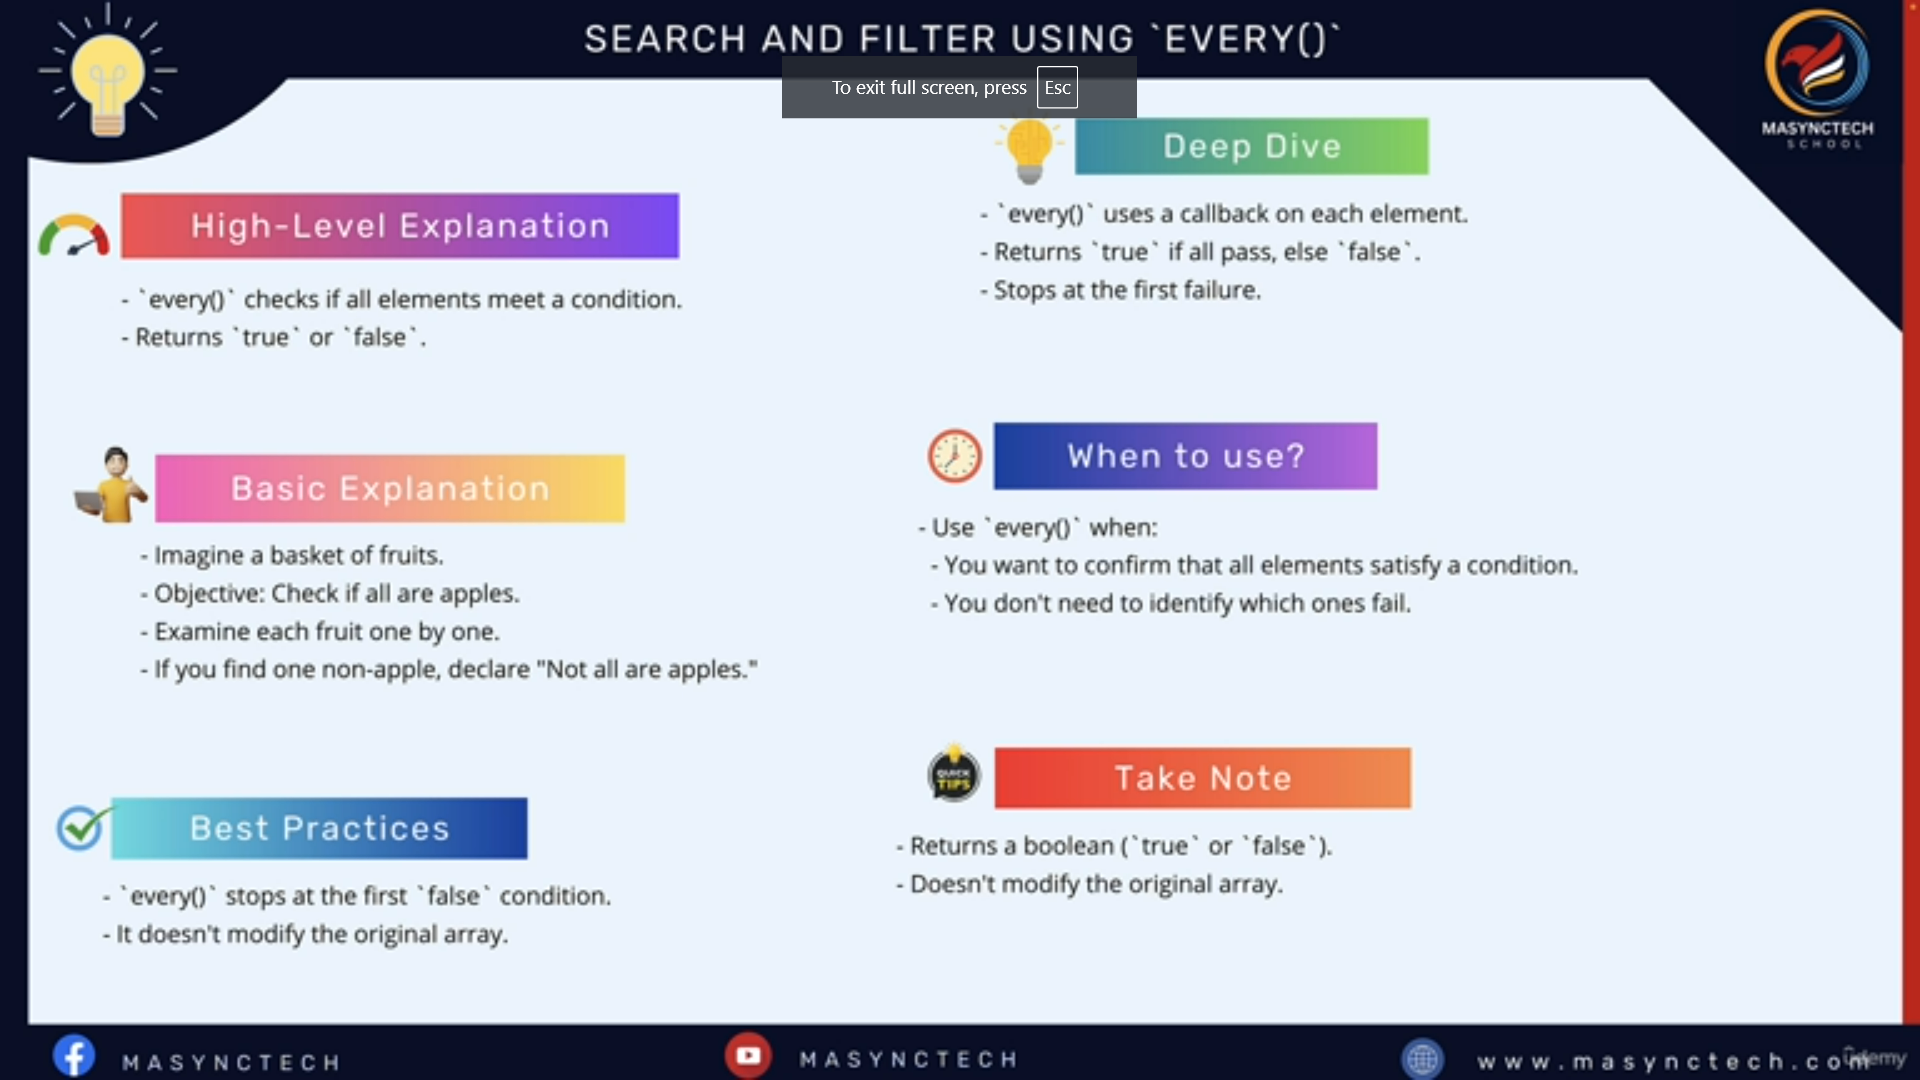 SEARCH AND FILTER USING `EVERY()`
To exit full screen, press Esc
MASYNCTECH
SCHOOL
High-Level Explanation
- `every()` checks if all elements meet a condition.
- Returns `true` or `false`.
Basic Explanation
- Imagine a basket of fruits.
- Objective: Check if all are apples.
- Examine each fruit one by one.
- If you find one non-apple, declare "Not all are apples."
Best Practices
- `every()` stops at the first `false` condition.
- It doesn't modify the original array.
Deep Dive
- `every()` uses a callback on each element.
- Returns `true` if all pass, else `false`.
- Stops at the first failure.
When to use?
- Use `every()` when:
- You want to confirm that all elements satisfy a condition.
- You don't need to identify which ones fail.
QUICK
TIPS
Take Note
- Returns a boolean (`true` or `false`).
- Doesn't modify the original array.
MASYNCTECH
MASYNCTECH
www.masynctech.com
Udemy